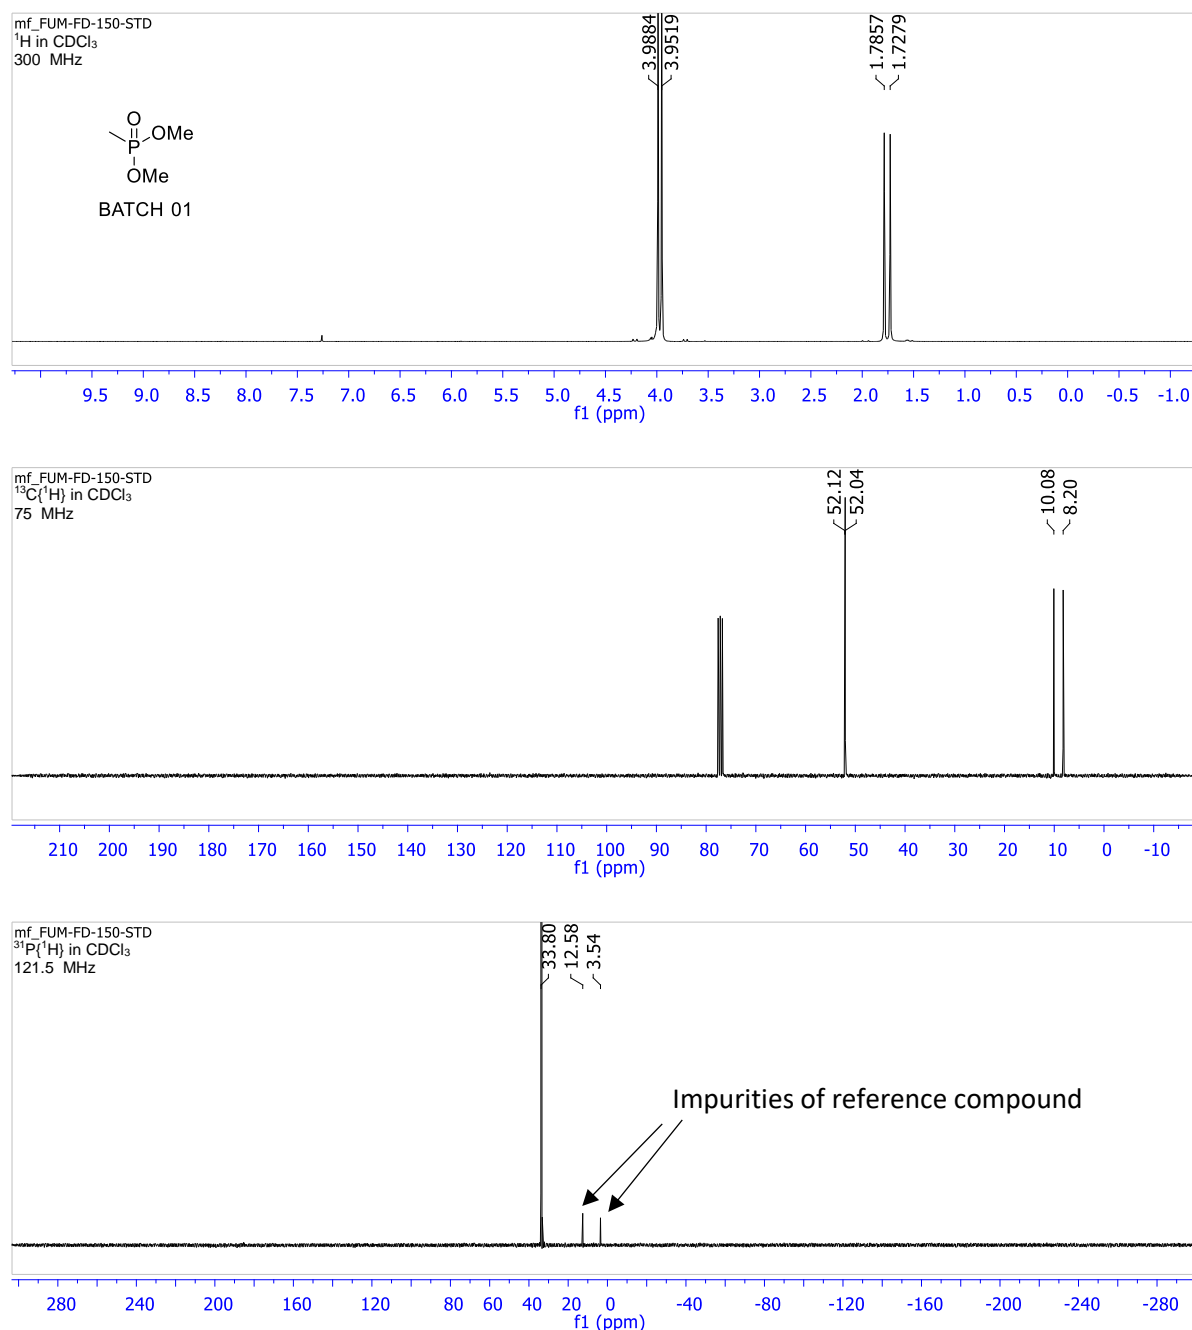 mf_FUM-FD-150-STD
¹H in CDCl₃
300 MHz
3.9884
3.9519
1.7857
1.7279
O
P
OMe
OMe
BATCH 01
9.5 9.0 8.5 8.0 7.5 7.0 6.5 6.0 5.5 5.0 4.5 4.0 3.5 3.0 2.5 2.0 1.5 1.0 0.5 0.0 -0.5 -1.0
f1 (ppm)
mf_FUM-FD-150-STD
¹³C{¹H} in CDCl₃
75 MHz
52.12
52.04
10.08
8.20
210 200 190 180 170 160 150 140 130 120 110 100 90 80 70 60 50 40 30 20 10 0 -10
f1 (ppm)
mf_FUM-FD-150-STD
³¹P{¹H} in CDCl₃
121.5 MHz
33.80
12.58
3.54
Impurities of reference compound
280 240 200 160 120 80 60 40 20 0 -40 -80 -120 -160 -200 -240 -280
f1 (ppm)